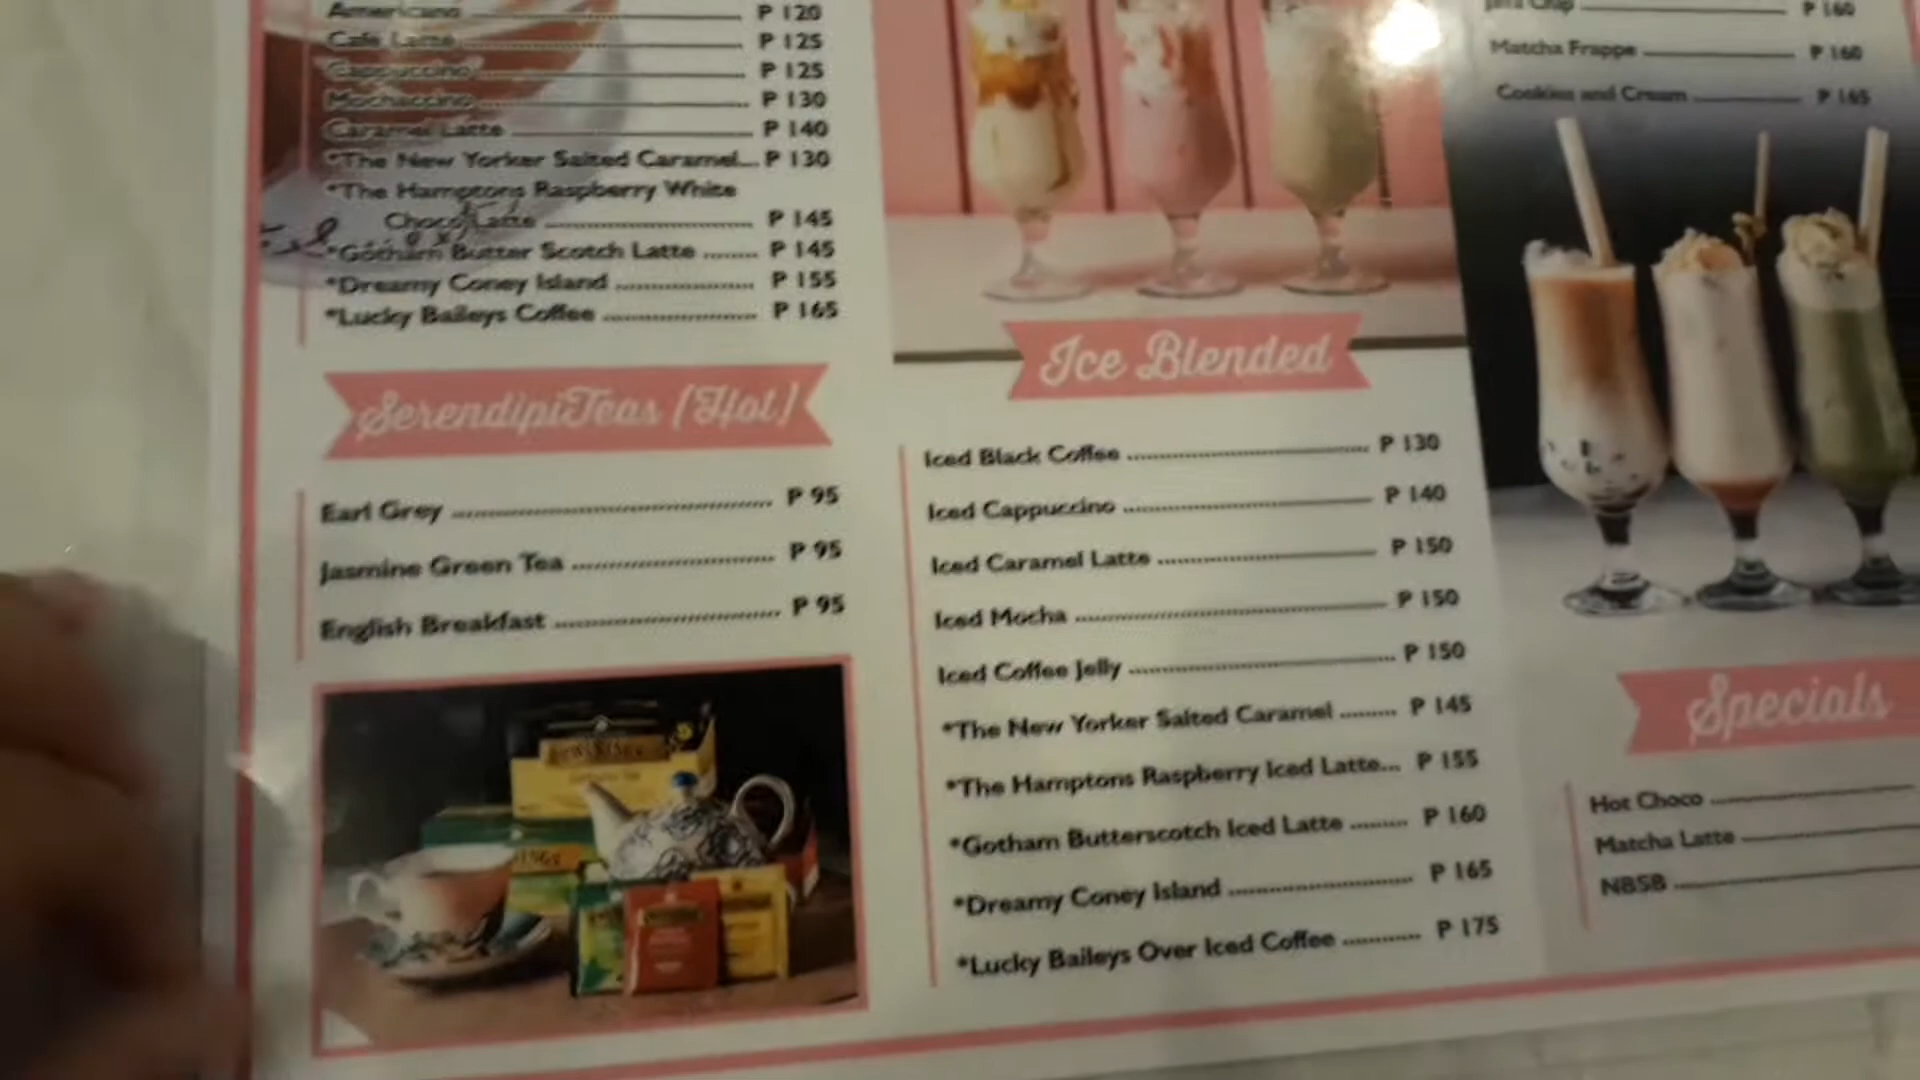 Americano P 120
Café Latte P 125
Cappuccino P 125
Mochaccino P 130
Caramel Latte P 140
*The New Yorker Salted Caramel... P 130
*The Hamptons Raspberry White
Choco Latte P 145
*Gotham Butter Scotch Latte ........ P 145
*Dreamy Coney Island .................... P 155
*Lucky Baileys Coffee ...................... P 165
SerendipiTeas (Hot)
Earl Grey P 95
Jasmine Green Tea P 95
English Breakfast P 95
Ice Blended
Iced Black Coffee P 130
Iced Cappuccino P 140
Iced Caramel Latte P 150
Iced Mocha P 150
Iced Coffee Jelly P 150
*The New Yorker Salted Caramel ........ P 145
*The Hamptons Raspberry Iced Latte... P 155
*Gotham Butterscotch Iced Latte ......... P 160
*Dreamy Coney Island P 165
*Lucky Baileys Over Iced Coffee ............ P 175
Chip P 160
Matcha Frappe P 160
Cookies and Cream P 165
Specials
Hot Choco
Matcha Latte
NBSB